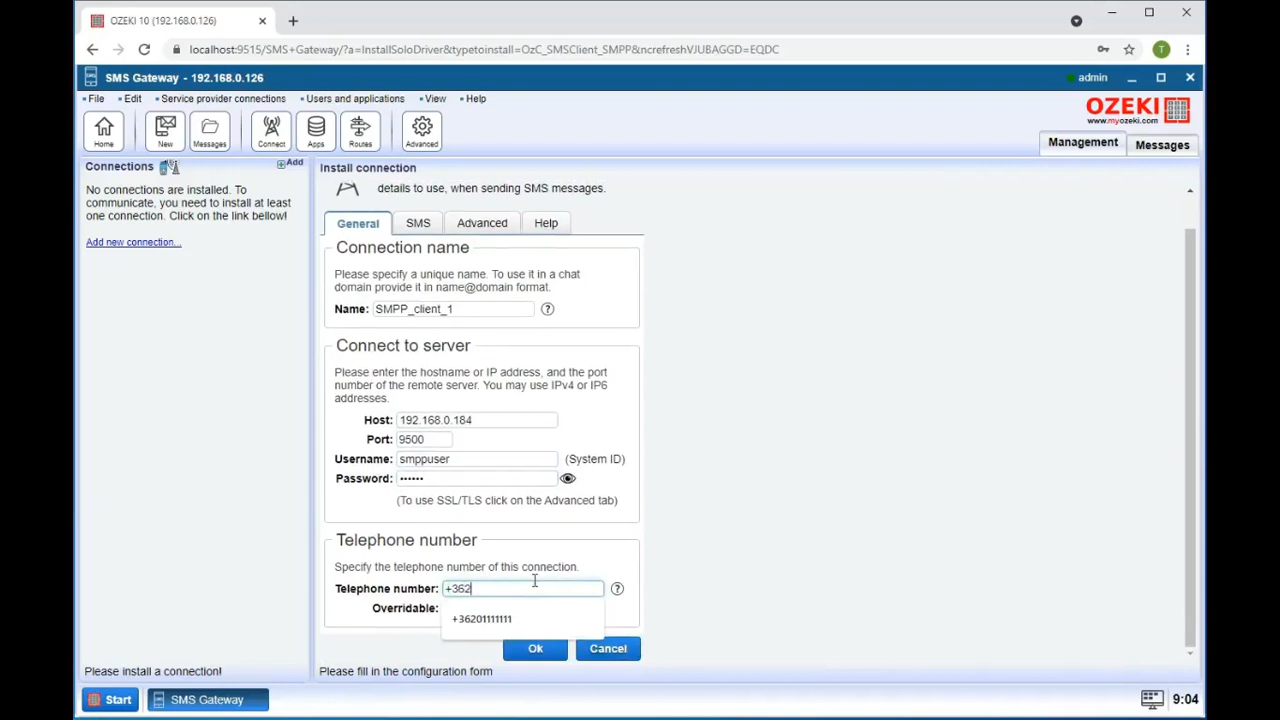 OZEKI 10 (192.168.0.126)
localhost:9515/SMS+Gateway/?a=InstallSoloDriver&typetoinstall=OzC_SMSClient_SMPP&ncrefreshVJUBAGGD=EQDC
T
SMS
SMS Gateway - 192.168.0.126
admin
File Edit Service provider connections Users and applications View Help
OZEKI
www.myozeki.com
Home New Messages Connect Apps Routes Advanced
Management Messages
Connections Add
No connections are installed. To
communicate, you need to install at least
one connection. Click on the link bellow!
Add new connection...
Install connection
details to use, when sending SMS messages.
General SMS Advanced Help
Connection name
Please specify a unique name. To use it in a chat
domain provide it in name@domain format.
Name: SMPP_client_1 ?
Connect to server
Please enter the hostname or IP address, and the port
number of the remote server. You may use IPv4 or IP6
addresses.
Host: 192.168.0.184
Port: 9500
Username: smppuser (System ID)
Password: ••••••
(To use SSL/TLS click on the Advanced tab)
Telephone number
Specify the telephone number of this connection.
Telephone number: +362 ?
Overridable:
+36201111111
Ok Cancel
Please install a connection! Please fill in the configuration form
Start SMS Gateway 9:04